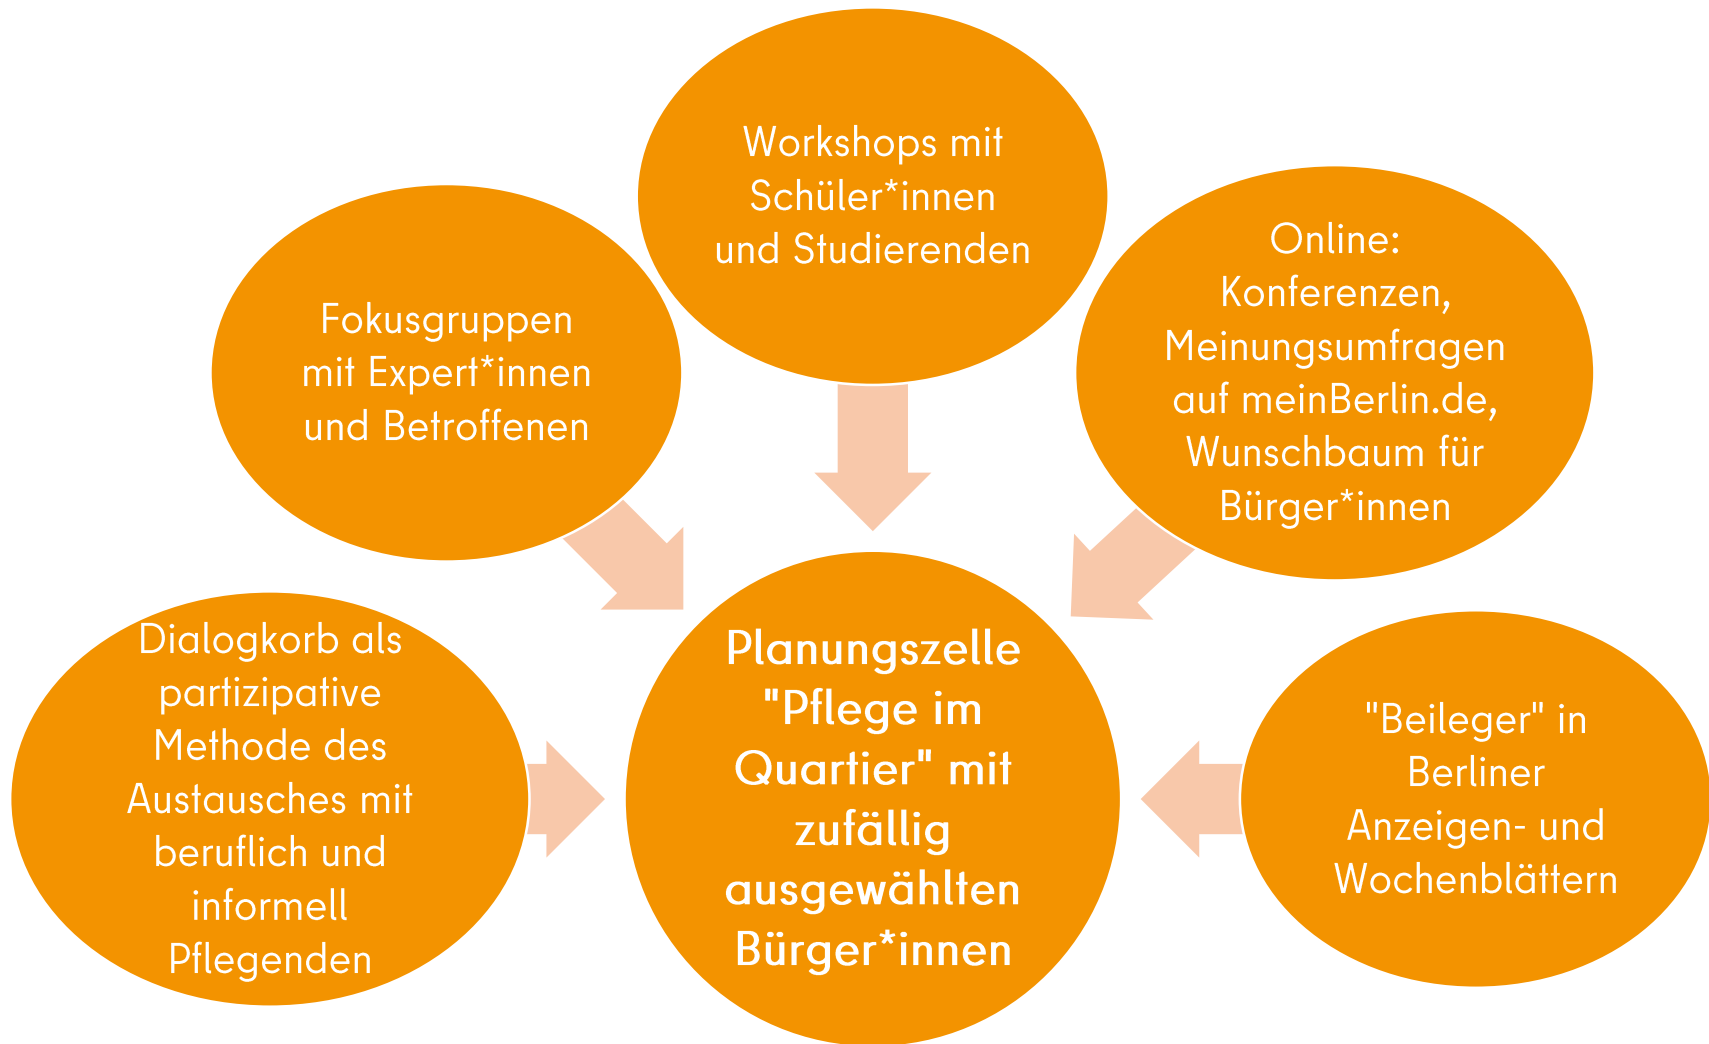 Workshops mit
Schüler*innen
und Studierenden
Fokusgruppen
mit Expert*innen
und Betroffenen
Online:
Konferenzen,
Meinungsumfragen
auf meinBerlin.de,
Wunschbaum für
Bürger*innen
Dialogkorb als
partizipative
Methode des
Austausches mit
beruflich und
informell
Pflegenden
Planungszelle
"Pflege im
Quartier" mit
zufällig
ausgewählten
Bürger*innen
"Beileger" in
Berliner
Anzeigen- und
Wochenblättern